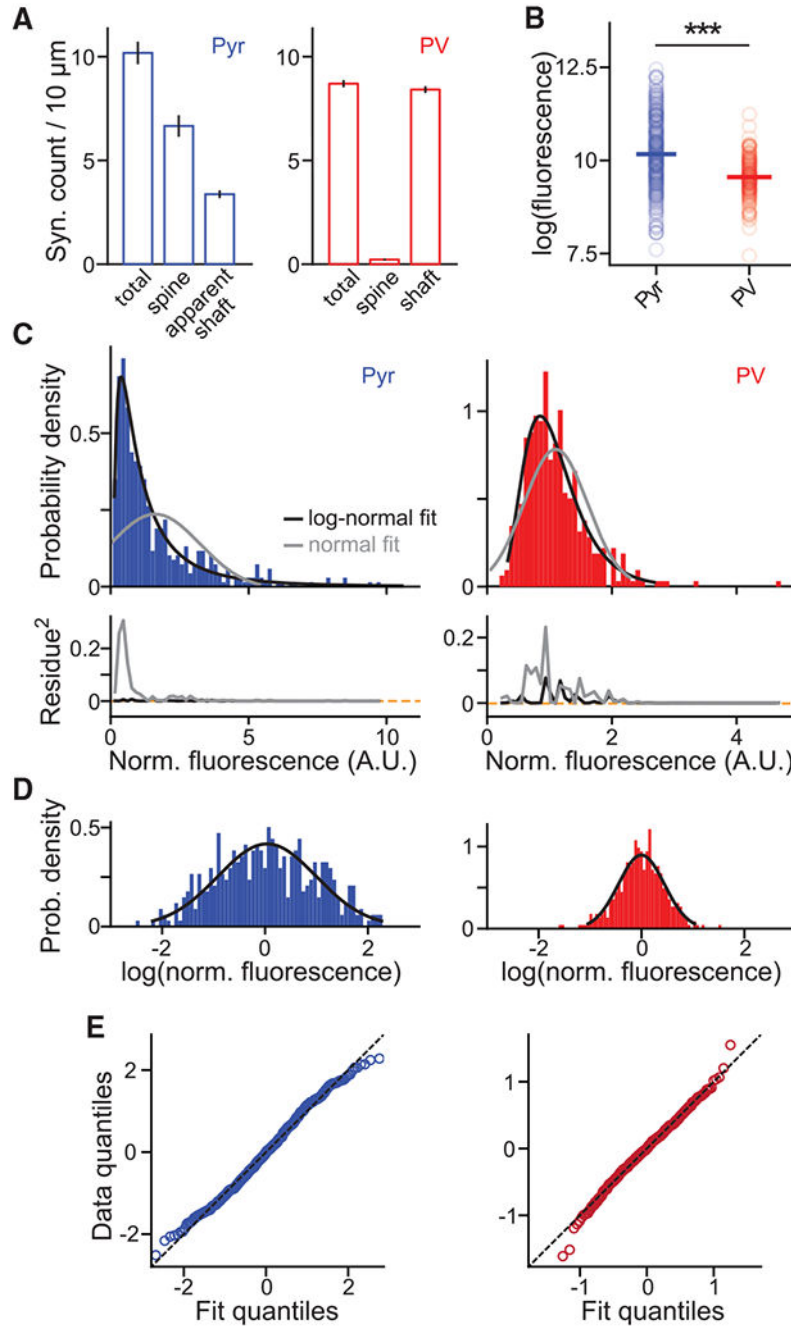 A
Pyr
PV
Syn. count / 10 µm
10
5
0
total
spine
apparent
shaft
10
5
0
total
spine
shaft
B
***
log(fluorescence)
12.5
10
7.5
Pyr
PV
C
Pyr
PV
Probability density
0.5
0
log-normal fit
normal fit
1
0
Residue²
0.2
0
0
5
10
Norm. fluorescence (A.U.)
0.2
0
0
2
4
Norm. fluorescence (A.U.)
D
Prob. density
0.5
0
-2
0
2
log(norm. fluorescence)
1
0
-2
0
2
log(norm. fluorescence)
E
Data quantiles
2
0
-2
-2
0
2
Fit quantiles
1
0
-1
-1
0
1
Fit quantiles